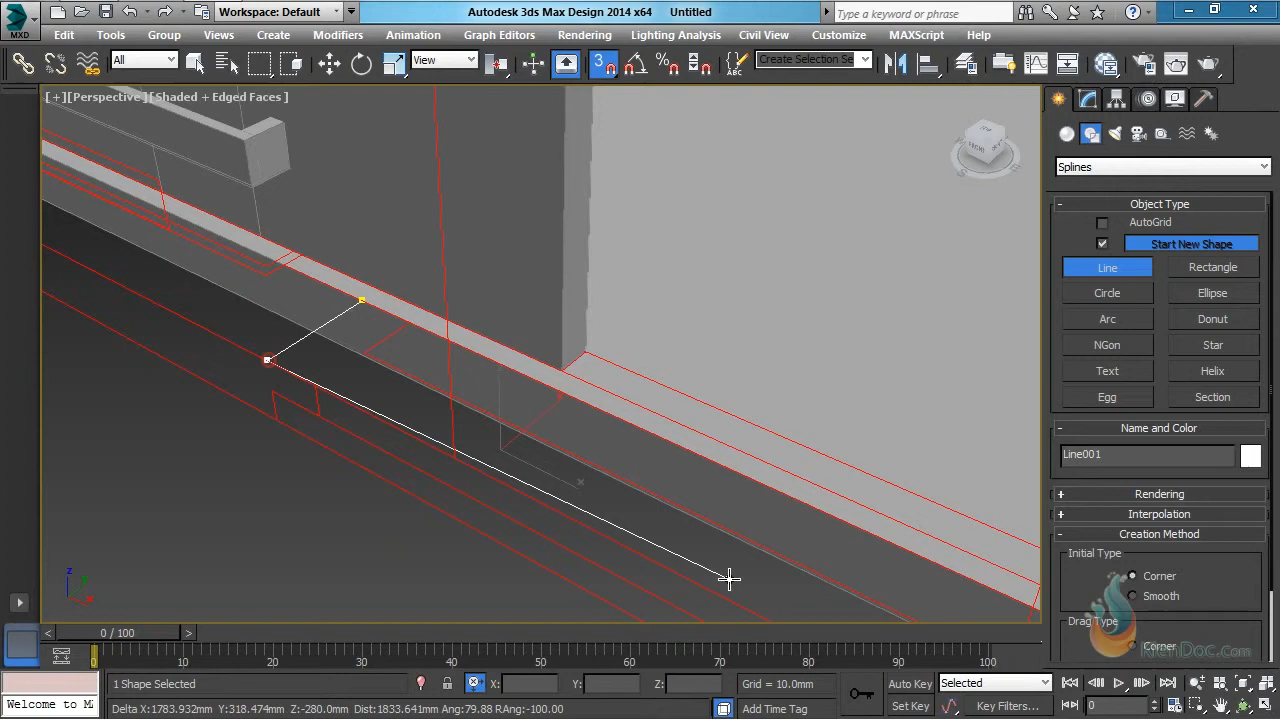 MXD
Workspace: Default
Autodesk 3ds Max Design 2014 x64 Untitled
Type a keyword or phrase
Edit Tools Group Views Create Modifiers Animation Graph Editors Rendering Lighting Analysis Civil View Customize MAXScript Help
All
View
3
Create Selection Se
[+][Perspective][Shaded + Edged Faces ]
Splines
- Object Type
AutoGrid
Start New Shape
Line Rectangle
Circle Ellipse
Arc Donut
NGon Star
Text Helix
Egg Section
- Name and Color
Line001
+ Rendering
+ Interpolation
- Creation Method
Initial Type
Corner
Smooth
Drag Type
Corner
z
x
< 0 / 100 >
0 10 20 30 40 50 60 70 80 90 100
1 Shape Selected X: Y: Z: Grid = 10.0mm Auto Key Selected
Welcome to M Delta X:1783.932mm Y:318.474mm Z:-280.0mm Dist:1833.641mm Ang:79.88 RAng:-100.00 Add Time Tag Set Key Key Filters... 0